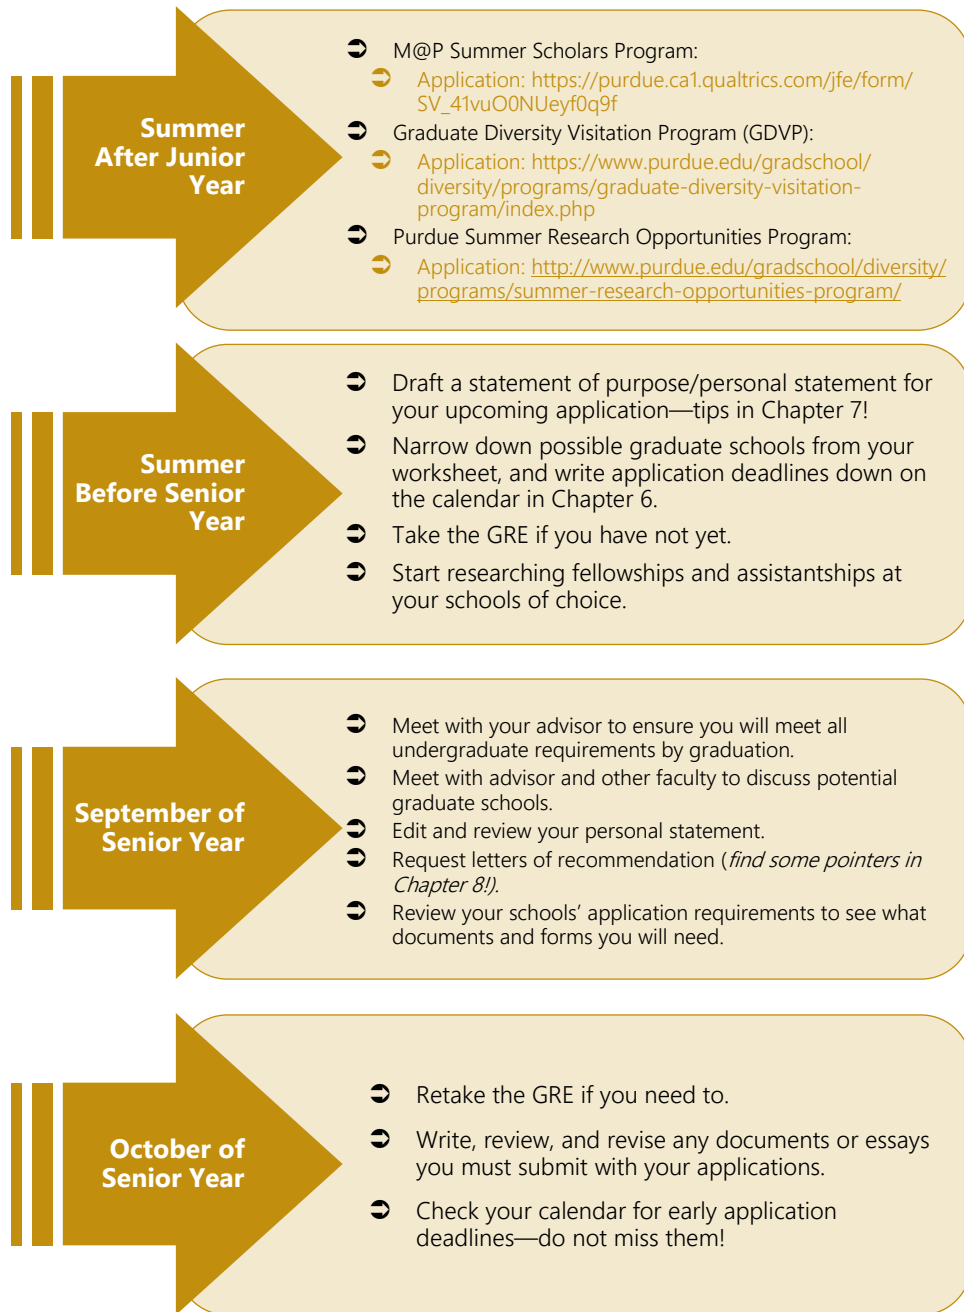 Summer
After Junior
Year
M@P Summer Scholars Program:
Application: https://purdue.ca1.qualtrics.com/jfe/form/
SV_41vuO0NUeyf0q9f
Graduate Diversity Visitation Program (GDVP):
Application: https://www.purdue.edu/gradschool/
diversity/programs/graduate-diversity-visitation-
program/index.php
Purdue Summer Research Opportunities Program:
Application: http://www.purdue.edu/gradschool/diversity/
programs/summer-research-opportunities-program/
Summer
Before Senior
Year
Draft a statement of purpose/personal statement for
your upcoming application—tips in Chapter 7!
Narrow down possible graduate schools from your
worksheet, and write application deadlines down on
the calendar in Chapter 6.
Take the GRE if you have not yet.
Start researching fellowships and assistantships at
your schools of choice.
September of
Senior Year
Meet with your advisor to ensure you will meet all
undergraduate requirements by graduation.
Meet with advisor and other faculty to discuss potential
graduate schools.
Edit and review your personal statement.
Request letters of recommendation (find some pointers in
Chapter 8!).
Review your schools’ application requirements to see what
documents and forms you will need.
October of
Senior Year
Retake the GRE if you need to.
Write, review, and revise any documents or essays
you must submit with your applications.
Check your calendar for early application
deadlines—do not miss them!